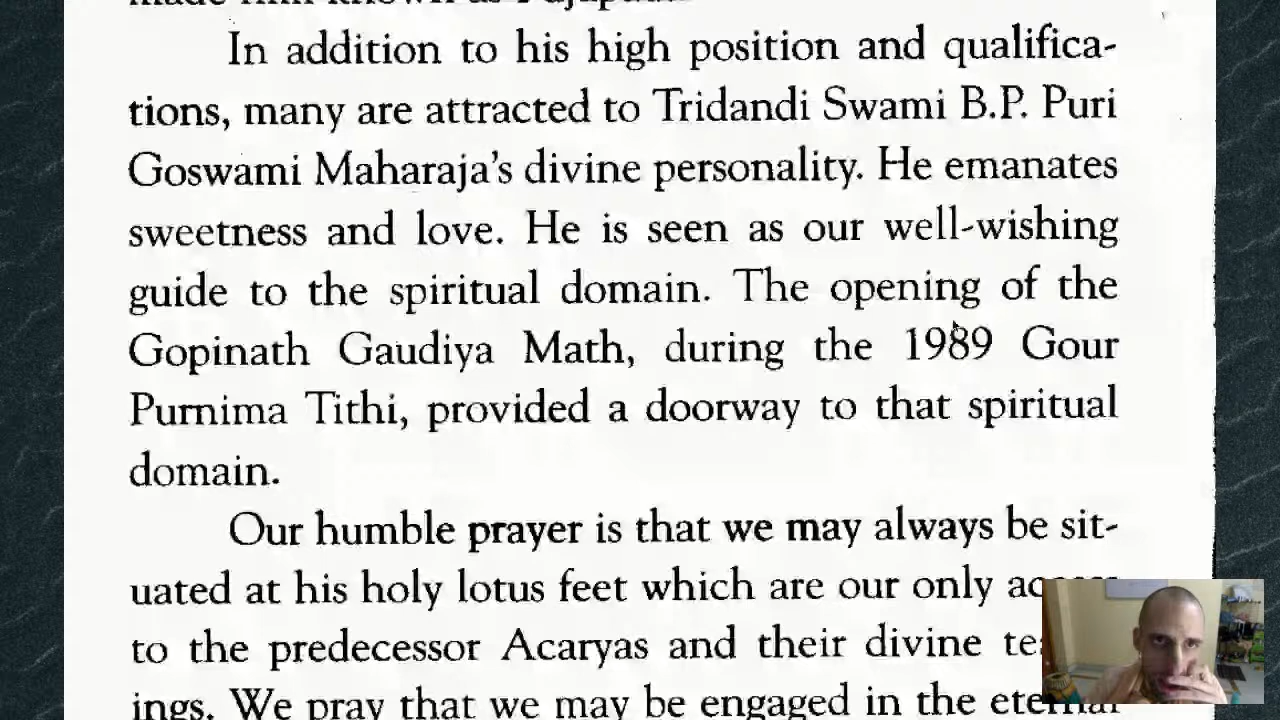 In addition to his high position and qualifica-
tions, many are attracted to Tridandi Swami B.P. Puri
Goswami Maharaja's divine personality. He emanates
sweetness and love. He is seen as our well-wishing
guide to the spiritual domain. The opening of the
Gopinath Gaudiya Math, during the 1989 Gour
Purnima Tithi, provided a doorway to that spiritual
domain.
Our humble prayer is that we may always be sit-
uated at his holy lotus feet which are our only
to the predecessor Acaryas and their divine
ings. We pray that we may be engaged in the eternal